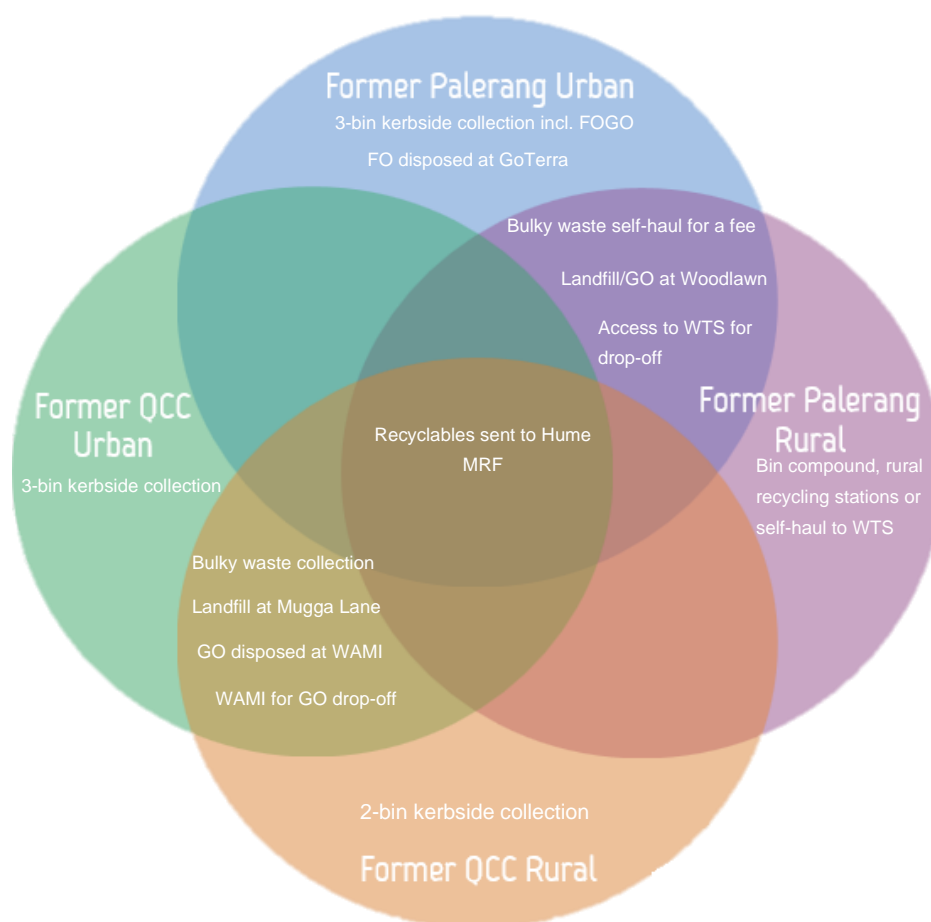 Former Palerang Urban
3-bin kerbside collection incl. FOGO
FO disposed at GoTerra
Bulky waste self-haul for a fee
Landfill/GO at Woodlawn
Access to WTS for
drop-off
Former QCC
Urban
3-bin kerbside collection
Former Palerang
Rural
Bin compound, rural
recycling stations or
self-haul to WTS
Recyclables sent to Hume
MRF
Bulky waste collection
Landfill at Mugga Lane
GO disposed at WAMI
WAMI for GO drop-off
2-bin kerbside collection
Former QCC Rural